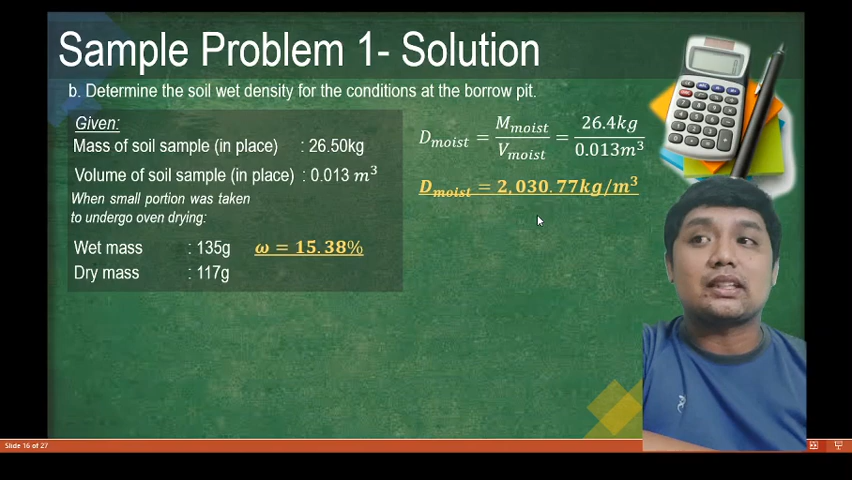 Sample Problem 1- Solution
b. Determine the soil wet density for the conditions at the borrow pit.
Given:
Mass of soil sample (in place) : 26.50kg
Volume of soil sample (in place) : 0.013 m³
When small portion was taken
to undergo oven drying:
Wet mass : 135g ω = 15.38%
Dry mass : 117g
D_moist = M_moist / V_moist = 26.4kg / 0.013m³
D_moist = 2,030.77kg/m³
Slide 16 of 27